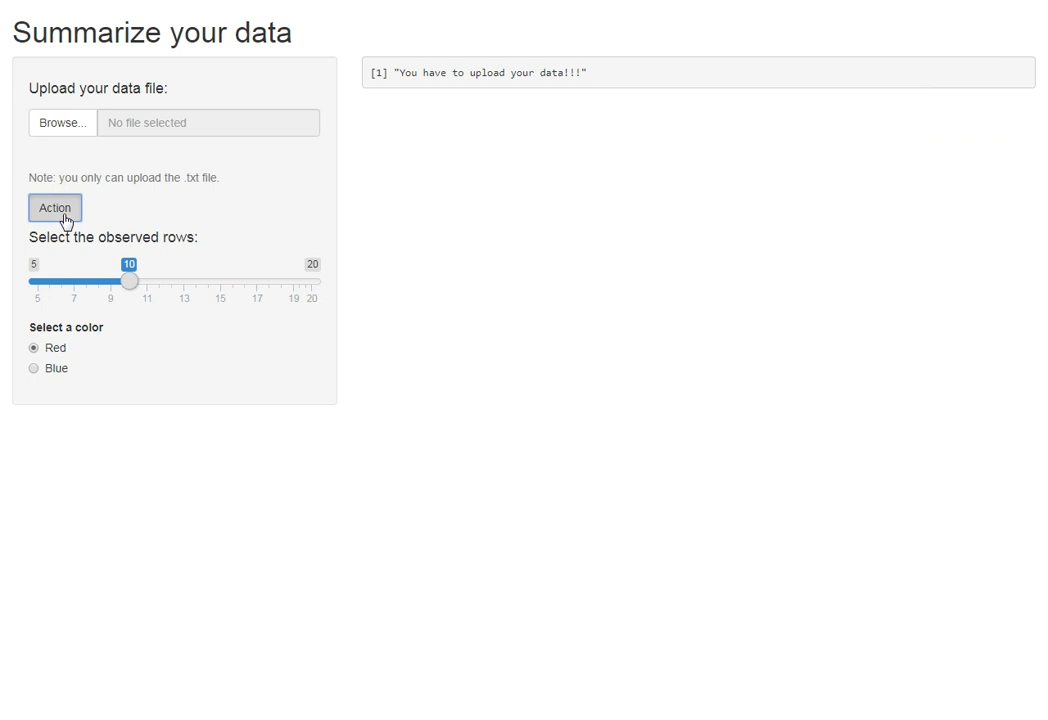 Summarize your data
Upload your data file:
Browse... No file selected
Note: you only can upload the .txt file.
Action
Select the observed rows:
5 10 20
5 7 9 11 13 15 17 19 20
Select a color
Red
Blue
[1] "You have to upload your data!!!"